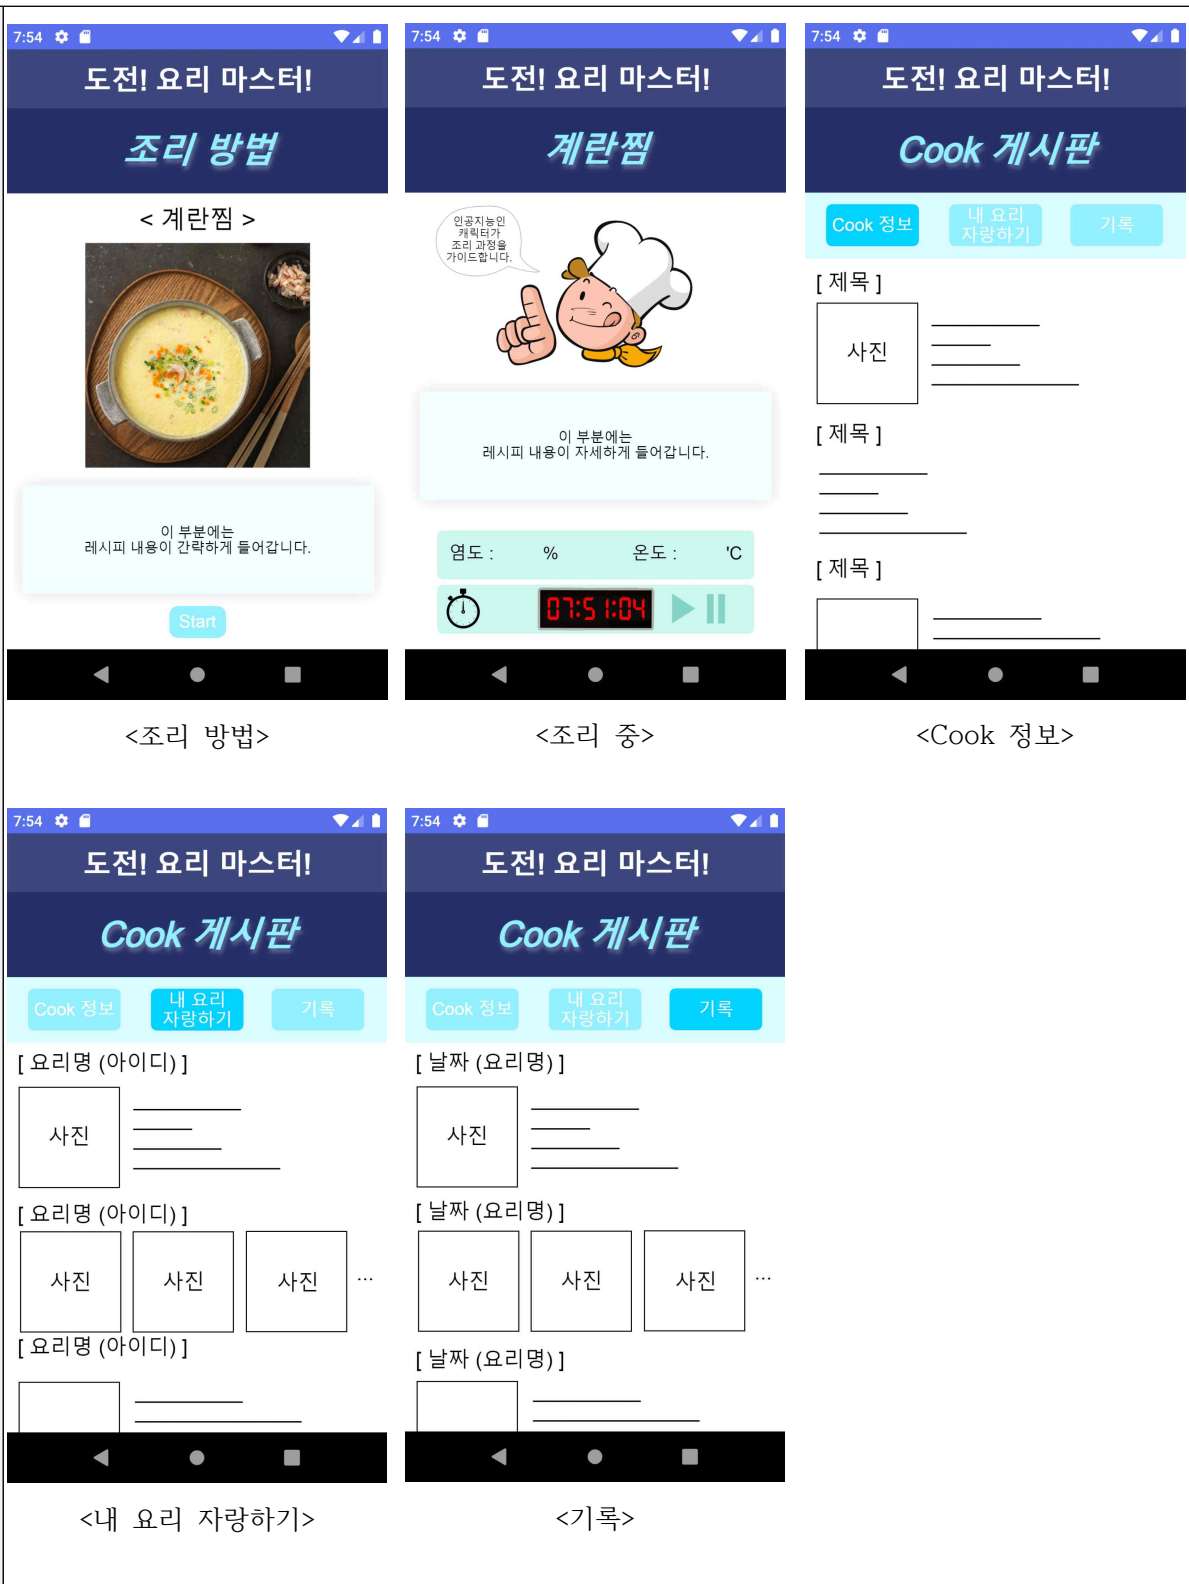 7:54
도전! 요리 마스터!
조리 방법
< 계란찜 >
이 부분에는
레시피 내용이 간략하게 들어갑니다.
Start
<조리 방법>
7:54
도전! 요리 마스터!
계란찜
인공지능인
캐릭터가
조리 과정을
가이드합니다.
이 부분에는
레시피 내용이 자세하게 들어갑니다.
염도 : % 온도 : 'C
07:51:04
<조리 중>
7:54
도전! 요리 마스터!
Cook 게시판
Cook 정보
내 요리
자랑하기
기록
[ 제목 ]
사진
[ 제목 ]
[ 제목 ]
<Cook 정보>
7:54
도전! 요리 마스터!
Cook 게시판
Cook 정보
내 요리
자랑하기
기록
[ 요리명 (아이디) ]
사진
[ 요리명 (아이디) ]
사진 사진 사진 ...
[ 요리명 (아이디) ]
<내 요리 자랑하기>
7:54
도전! 요리 마스터!
Cook 게시판
Cook 정보
내 요리
자랑하기
기록
[ 날짜 (요리명) ]
사진
[ 날짜 (요리명) ]
사진 사진 사진 ...
[ 날짜 (요리명) ]
<기록>